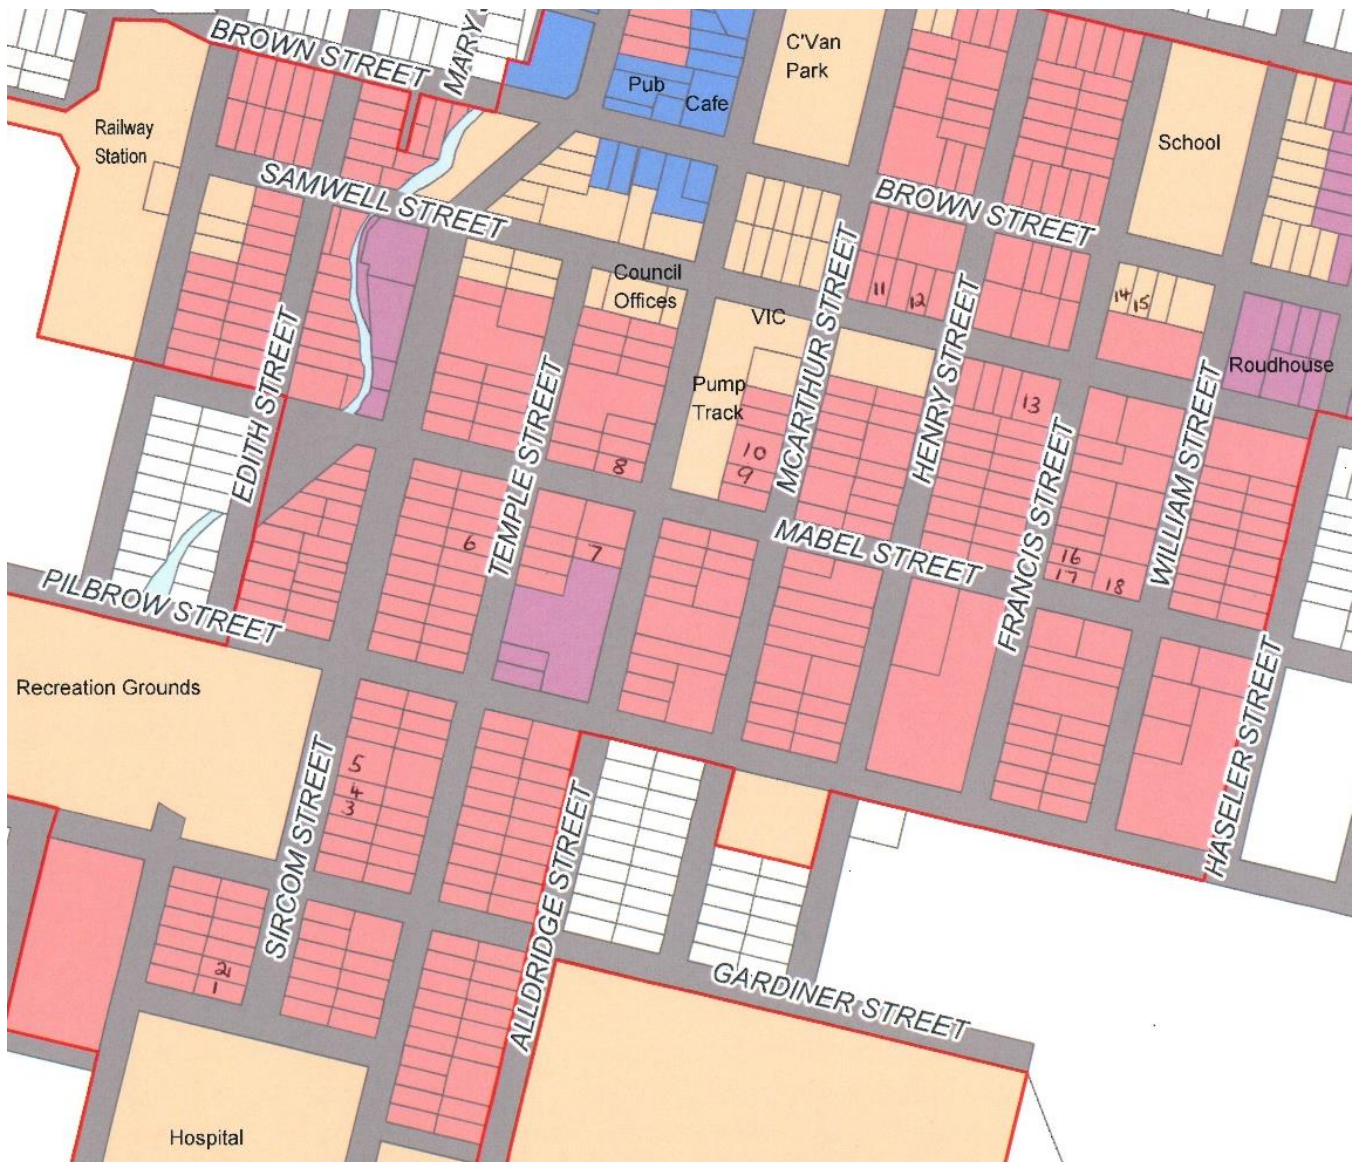 BROWN STREET
MARY
C'Van
Park
Pub
Cafe
Railway
Station
School
SAMWELL STREET
BROWN STREET
Council
Offices
VIC
11
12
14
15
Pump
Track
MCARTHUR STREET
HENRY STREET
Roudhouse
EDITH STREET
TEMPLE STREET
13
WILLIAM STREET
8
10
9
FRANCIS STREET
6
7
MABEL STREET
16
17
18
PILBROW STREET
Recreation Grounds
HASELER STREET
5
4
3
SIRCOM STREET
ALLDRIDGE STREET
2
1
GARDINER STREET
Hospital